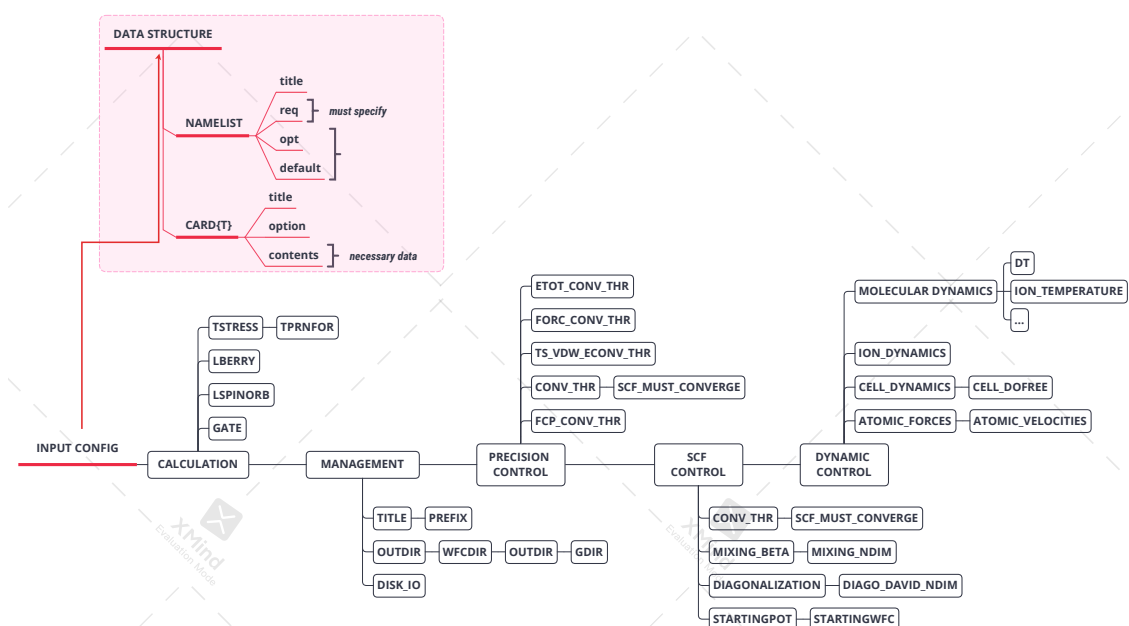 DATA STRUCTURE
title
req
must specify
NAMELIST
opt
default
title
CARD{T}
option
contents
necessary data
INPUT CONFIG
CALCULATION
MANAGEMENT
PRECISION
CONTROL
SCF
CONTROL
DYNAMIC
CONTROL
TSTRESS
TPRNFOR
LBERRY
LSPINORB
GATE
TITLE
PREFIX
OUTDIR
WFCDIR
OUTDIR
GDIR
DISK_IO
ETOT_CONV_THR
FORC_CONV_THR
TS_VDW_ECONV_THR
CONV_THR
SCF_MUST_CONVERGE
FCP_CONV_THR
CONV_THR
SCF_MUST_CONVERGE
MIXING_BETA
MIXING_NDIM
DIAGONALIZATION
DIAGO_DAVID_NDIM
STARTINGPOT
STARTINGWFC
MOLECULAR DYNAMICS
DT
ION_TEMPERATURE
...
ION_DYNAMICS
CELL_DYNAMICS
CELL_DOFREE
ATOMIC_FORCES
ATOMIC_VELOCITIES
XMind
Evaluation Mode
XMind
Evaluation Mode